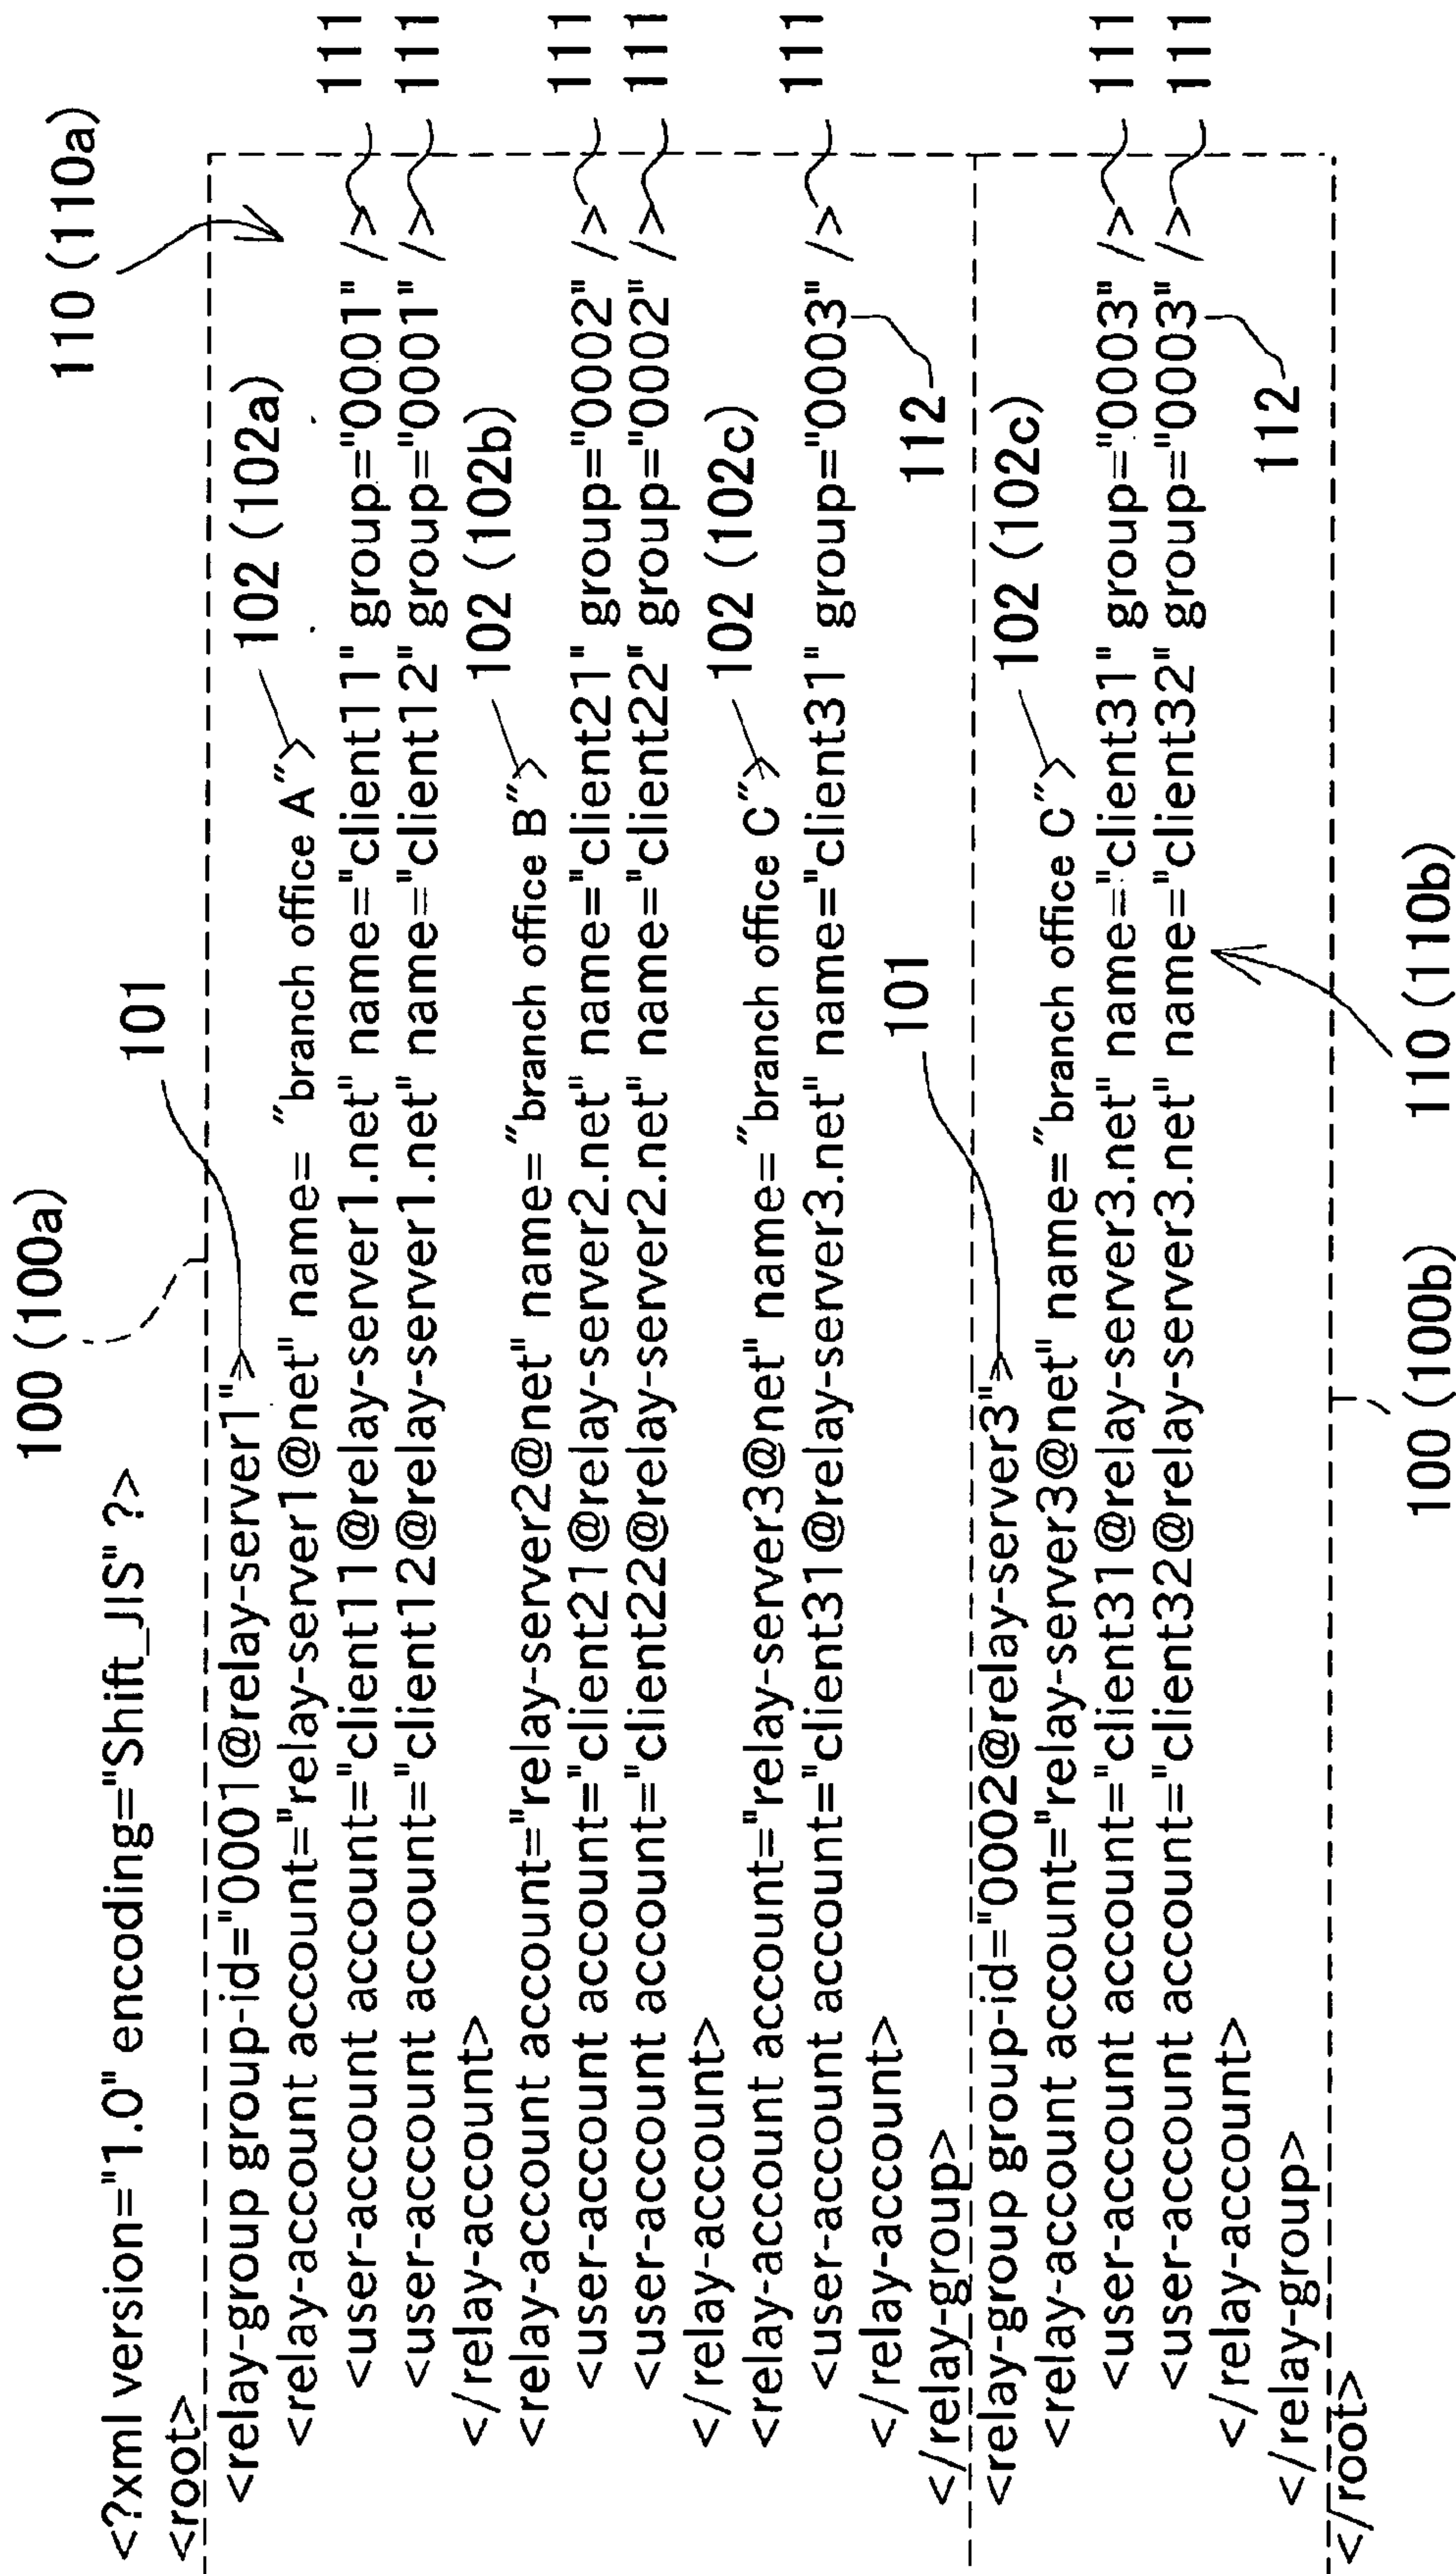 100 (100a)
110 (110a)
<?xml version="1.0" encoding="Shift_JIS" ?>
101
<root>
<relay-group group-id="0001@relay-server1">
102 (102a)
<relay-account account="relay-server1@net" name= "branch office A">
<user-account account="client11@relay-server1.net" name="client11" group="0001" />
111
<user-account account="client12@relay-server1.net" name="client12" group="0001" />
111
</relay-account>
102 (102b)
<relay-account account="relay-server2@net" name="branch office B">
<user-account account="client21@relay-server2.net" name="client21" group="0002" />
111
<user-account account="client22@relay-server2.net" name="client22" group="0002" />
111
</relay-account>
102 (102c)
<relay-account account="relay-server3@net" name="branch office C">
<user-account account="client31@relay-server3.net" name="client31" group="0003" />
111
</relay-account>
101
112
</relay-group>
<relay-group group-id="0002@relay-server3">
102 (102c)
<relay-account account="relay-server3@net" name="branch office C">
<user-account account="client31@relay-server3.net" name="client31" group="0003" />
111
<user-account account="client32@relay-server3.net" name="client32" group="0003" />
111
</relay-account>
112
</relay-group>
</root>
100 (100b)
110 (110b)